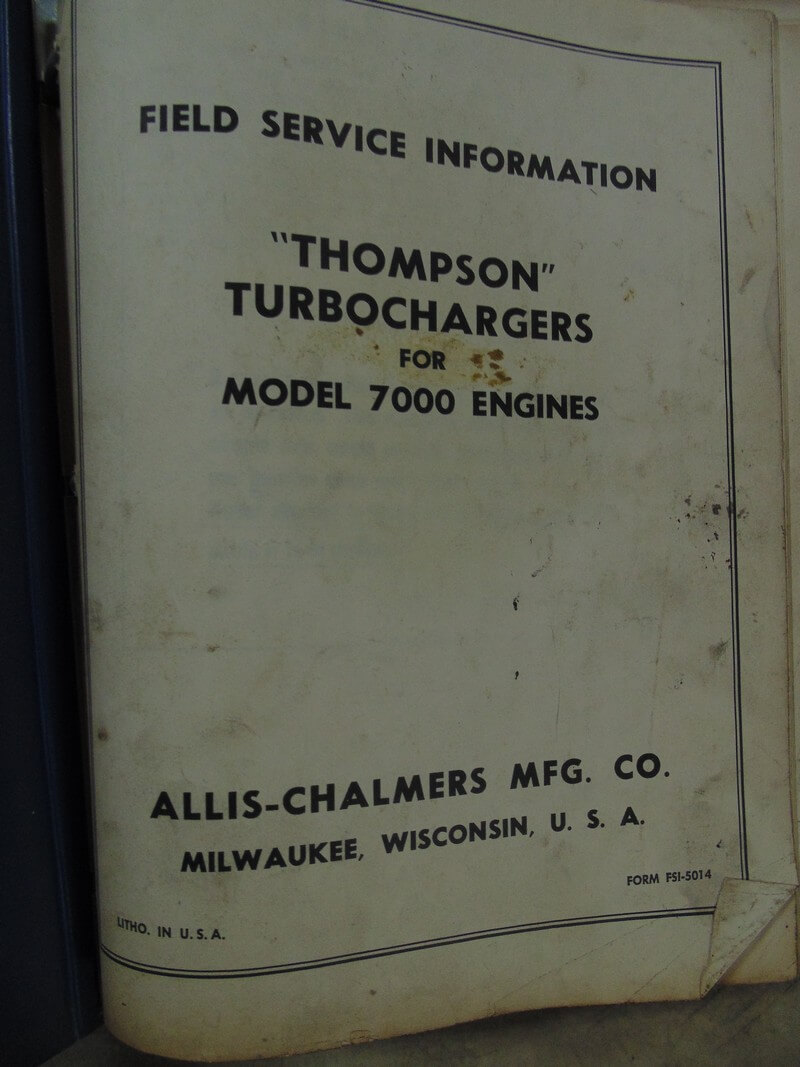 FIELD SERVICE INFORMATION
"THOMPSON"
TURBOCHARGERS
FOR
MODEL 7000 ENGINES
ALLIS-CHALMERS MFG. CO.
MILWAUKEE, WISCONSIN, U. S. A.
FORM FSI-5014
LITHO. IN U.S.A.